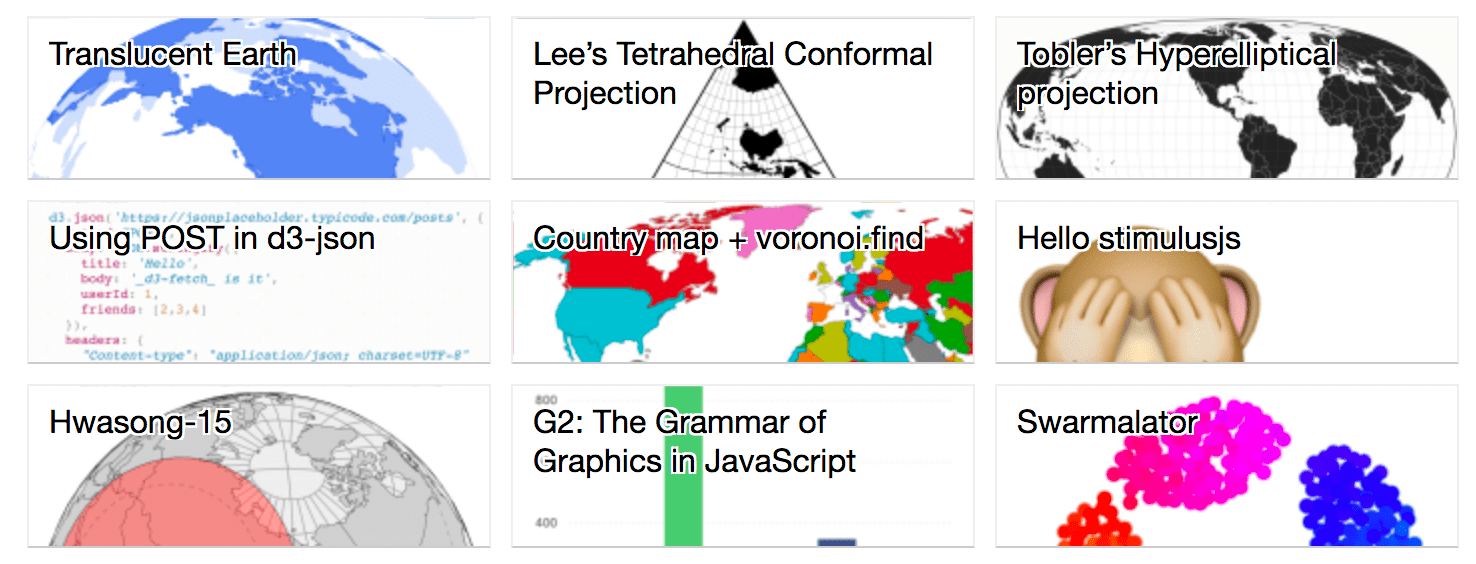 Translucent Earth
Lee’s Tetrahedral Conformal
Projection
Tobler’s Hyperelliptical
projection
d3.json('https://jsonplaceholder.typicode.com/posts', {
Using POST in d3-json
title: 'Hello',
body: '_d3-fetch_ is it',
userId: 1,
friends: [2,3,4]
}),
headers: {
"Content-type": "application/json; charset=UTF-8"
Country map + voronoi.find
Hello stimulusjs
Hwasong-15
800
G2: The Grammar of
Graphics in JavaScript
400
Swarmalator